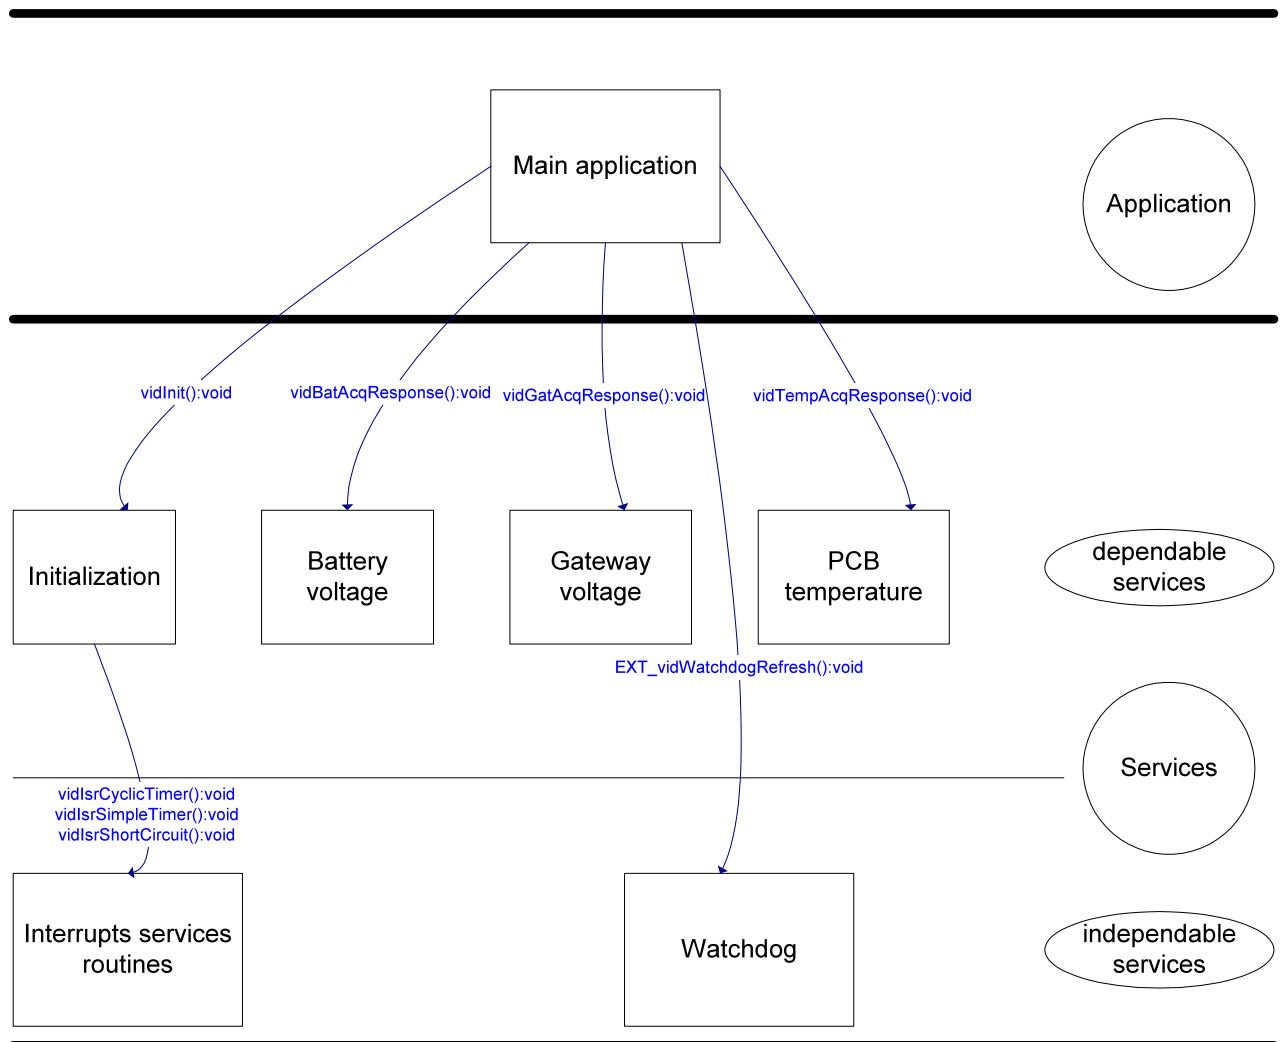 Main application
Application
vidInit():void
vidBatAcqResponse():void
vidGatAcqResponse():void
vidTempAcqResponse():void
Initialization
Battery
voltage
Gateway
voltage
PCB
temperature
dependable
services
EXT_vidWatchdogRefresh():void
Services
vidIsrCyclicTimer():void
vidIsrSimpleTimer():void
vidIsrShortCircuit():void
Interrupts services
routines
Watchdog
independable
services